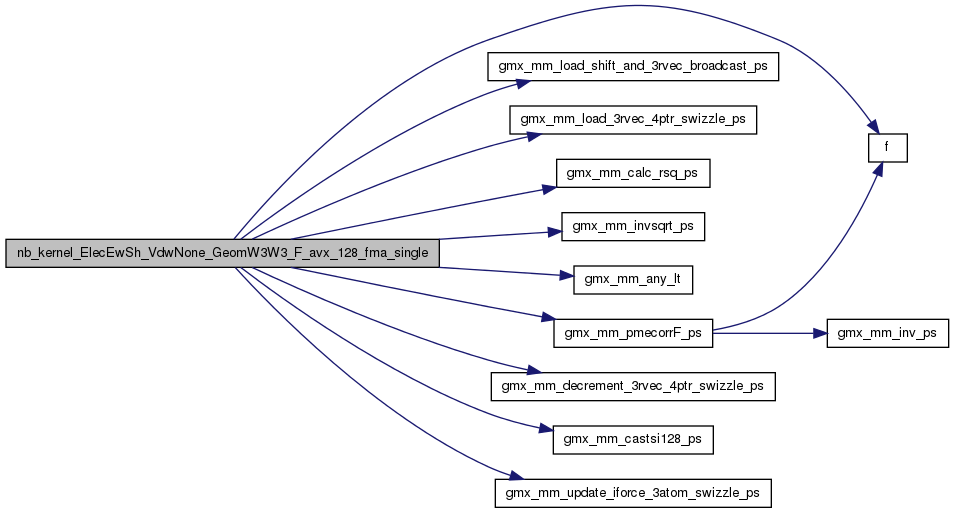 gmx_mm_load_shift_and_3rvec_broadcast_ps
gmx_mm_load_3rvec_4ptr_swizzle_ps
f
gmx_mm_calc_rsq_ps
gmx_mm_invsqrt_ps
nb_kernel_ElecEwSh_VdwNone_GeomW3W3_F_avx_128_fma_single
gmx_mm_any_lt
gmx_mm_pmecorrF_ps
gmx_mm_inv_ps
gmx_mm_decrement_3rvec_4ptr_swizzle_ps
gmx_mm_castsi128_ps
gmx_mm_update_iforce_3atom_swizzle_ps